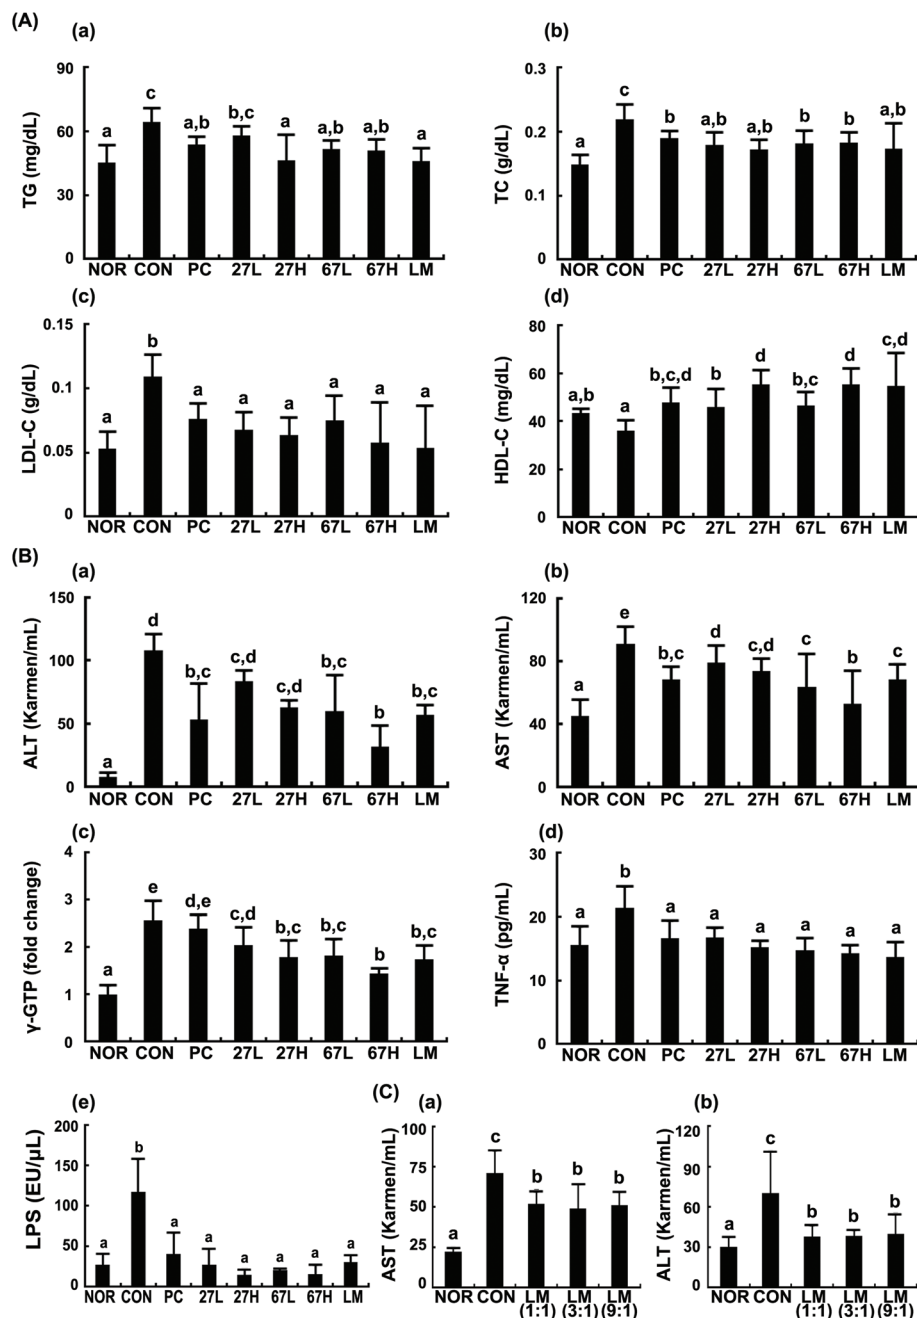 (A)
(a)
90
60
30
0
TG (mg/dL)
a
c
a,b
b,c
a
a,b
a,b
a
NOR CON PC 27L 27H 67L 67H LM
(b)
0.3
0.2
0.1
0
TC (g/dL)
a
c
b
a,b
a,b
b
b
a,b
NOR CON PC 27L 27H 67L 67H LM
(c)
0.15
0.1
0.05
0
LDL-C (g/dL)
a
b
a
a
a
a
a
a
NOR CON PC 27L 27H 67L 67H LM
(d)
80
60
40
20
0
HDL-C (mg/dL)
a,b
a
b,c,d
b
d
b,c
d
c,d
NOR CON PC 27L 27H 67L 67H LM
(B)
(a)
150
100
50
0
ALT (Karmen/mL)
a
d
b,c
c,d
c,d
b,c
b
b,c
NOR CON PC 27L 27H 67L 67H LM
(b)
120
80
40
0
AST (Karmen/mL)
a
e
b,c
d
c,d
c
b
c
NOR CON PC 27L 27H 67L 67H LM
(c)
4
3
2
1
0
γ-GTP (fold change)
a
e
d,e
c,d
b,c
b,c
b
b,c
NOR CON PC 27L 27H 67L 67H LM
(d)
30
20
10
0
TNF-α (pg/mL)
a
b
a
a
a
a
a
a
NOR CON PC 27L 27H 67L 67H LM
(e)
200
150
100
50
0
LPS (EU/μL)
a
b
a
a
a
a
a
a
NOR CON PC 27L 27H 67L 67H LM
(C)
(a)
100
75
50
25
0
AST (Karmen/mL)
a
c
b
b
b
NOR CON LM LM LM
(1:1) (3:1) (9:1)
(b)
120
90
60
30
0
ALT (Karmen/mL)
a
c
b
b
b
NOR CON LM LM LM
(1:1) (3:1) (9:1)